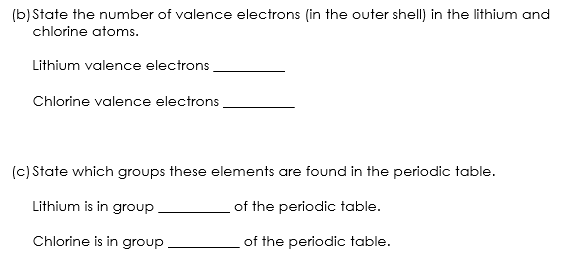 (b) State the number of valence electrons (in the outer shell) in the lithium and
chlorine atoms.
Lithium valence electrons __________
Chlorine valence electrons __________
(c) State which groups these elements are found in the periodic table.
Lithium is in group __________ of the periodic table.
Chlorine is in group __________ of the periodic table.